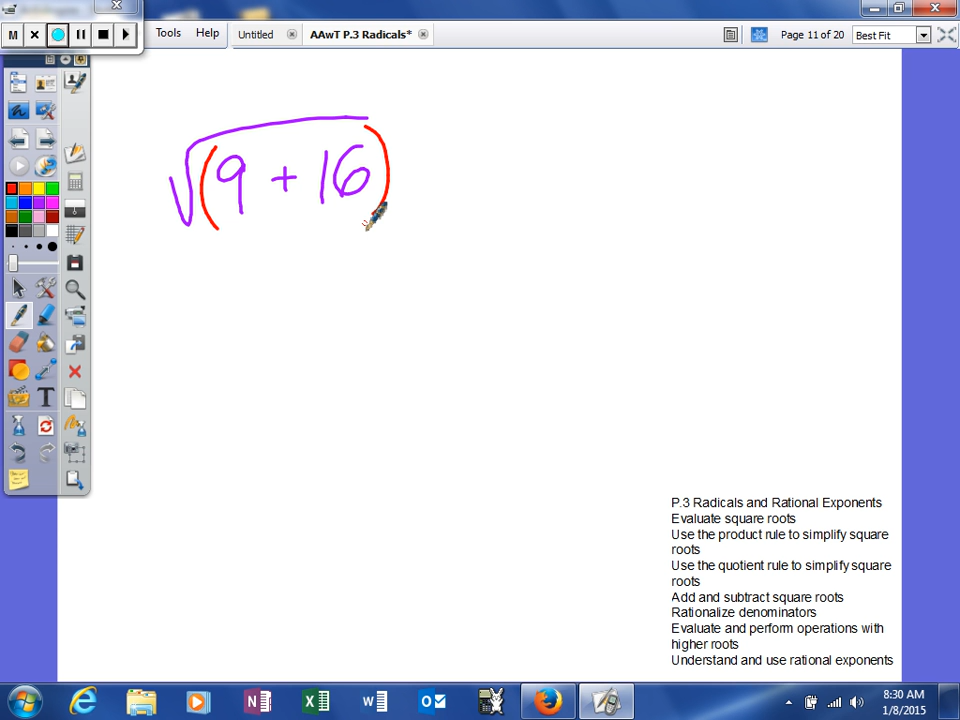 Tools Help Untitled AAwT P.3 Radicals* Page 11 of 20 Best Fit
√(9 + 16)
P.3 Radicals and Rational Exponents
Evaluate square roots
Use the product rule to simplify square
roots
Use the quotient rule to simplify square
roots
Add and subtract square roots
Rationalize denominators
Evaluate and perform operations with
higher roots
Understand and use rational exponents
8:30 AM
1/8/2015